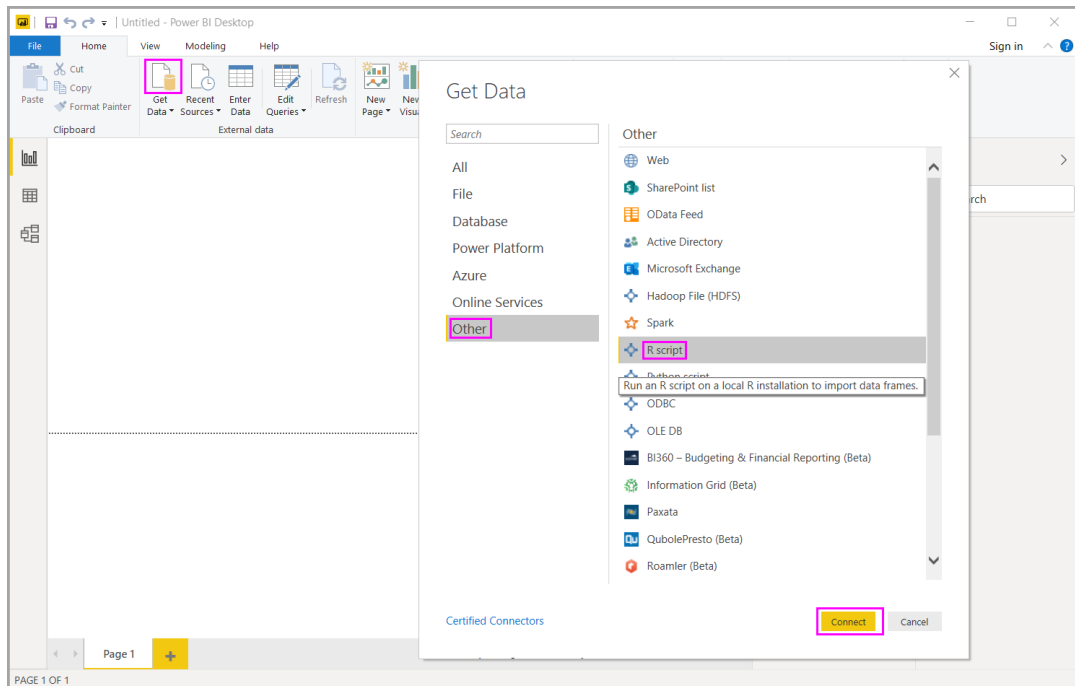 Untitled - Power BI Desktop
File Home View Modeling Help Sign in
Cut
Copy
Format Painter
Paste
Get Data
Recent Sources
Enter Data
Edit Queries
Refresh
New Page
Clipboard
External data
Get Data
Search
All
File
Database
Power Platform
Azure
Online Services
Other
Other
Web
SharePoint list
OData Feed
Active Directory
Microsoft Exchange
Hadoop File (HDFS)
Spark
R script
Python script
Run an R script on a local R installation to import data frames.
ODBC
OLE DB
BI360 – Budgeting & Financial Reporting (Beta)
Information Grid (Beta)
Paxata
QubolePresto (Beta)
Roamler (Beta)
Certified Connectors
Connect
Cancel
Page 1
PAGE 1 OF 1